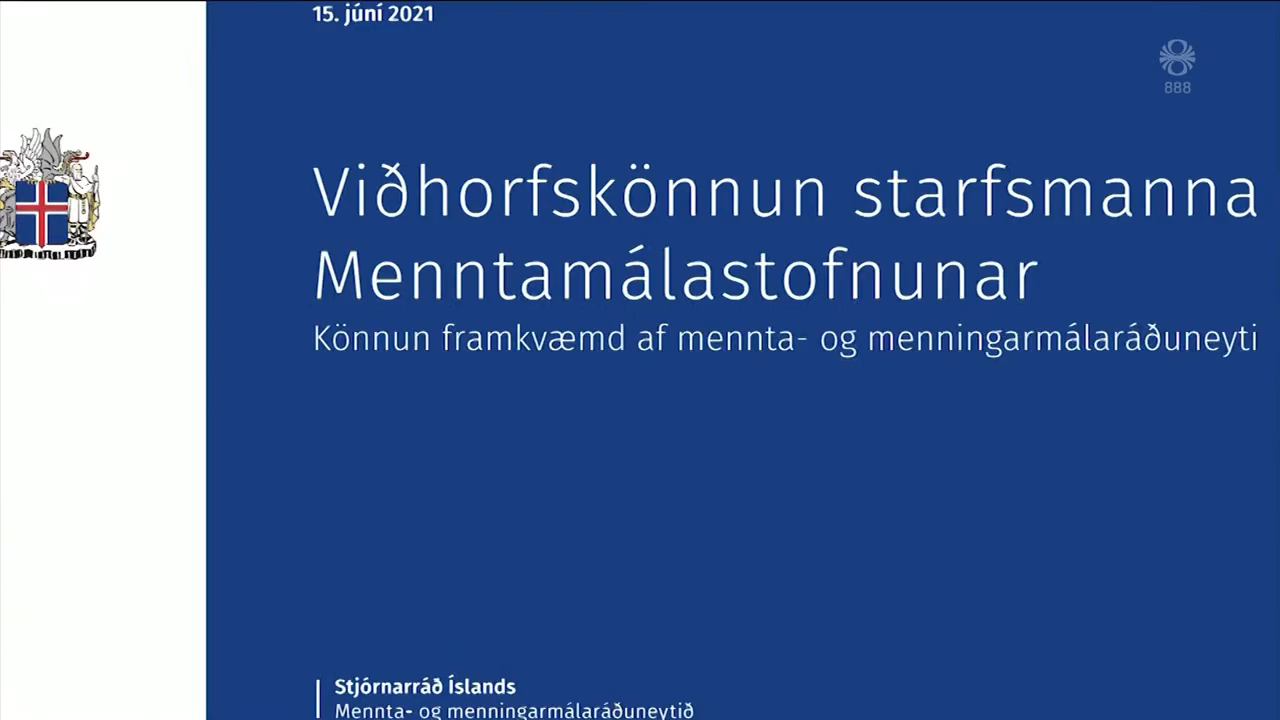 15. júní 2021
888
Viðhorfskönnun starfsmanna
Menntamálastofnunar
Könnun framkvæmd af mennta- og menningarmálaráðuneyti
Stjórnarráð Íslands
Mennta- og menningarmálaráðuneytið